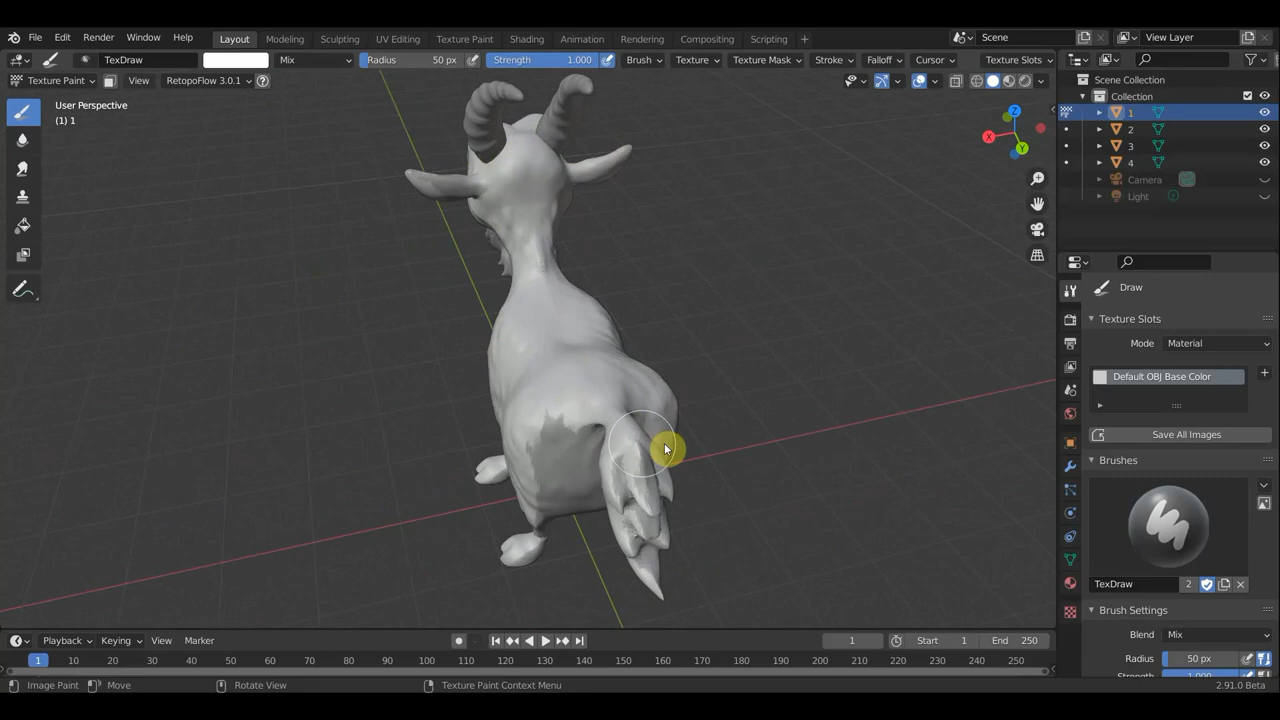 File Edit Render Window Help Layout Modeling Sculpting UV Editing Texture Paint Shading Animation Rendering Compositing Scripting + Scene View Layer
TexDraw Mix Radius 50 px Strength 1.000 Brush Texture Texture Mask Stroke Falloff Cursor Texture Slots
Texture Paint View RetopoFlow 3.0.1
Scene Collection
Collection
1
2
3
4
Camera
Light
User Perspective
(1) 1
X
Y
Z
Draw
Texture Slots
Mode Material
Default OBJ Base Color
Save All Images
Brushes
TexDraw 2
Brush Settings
Blend Mix
Radius 50 px
Playback Keying View Marker 1 Start 1 End 250
1 10 20 30 40 50 60 70 80 90 100 110 120 130 140 150 160 170 180 190 200 210 220 230 240 250
Image Paint Move Rotate View Texture Paint Context Menu 2.91.0 Beta